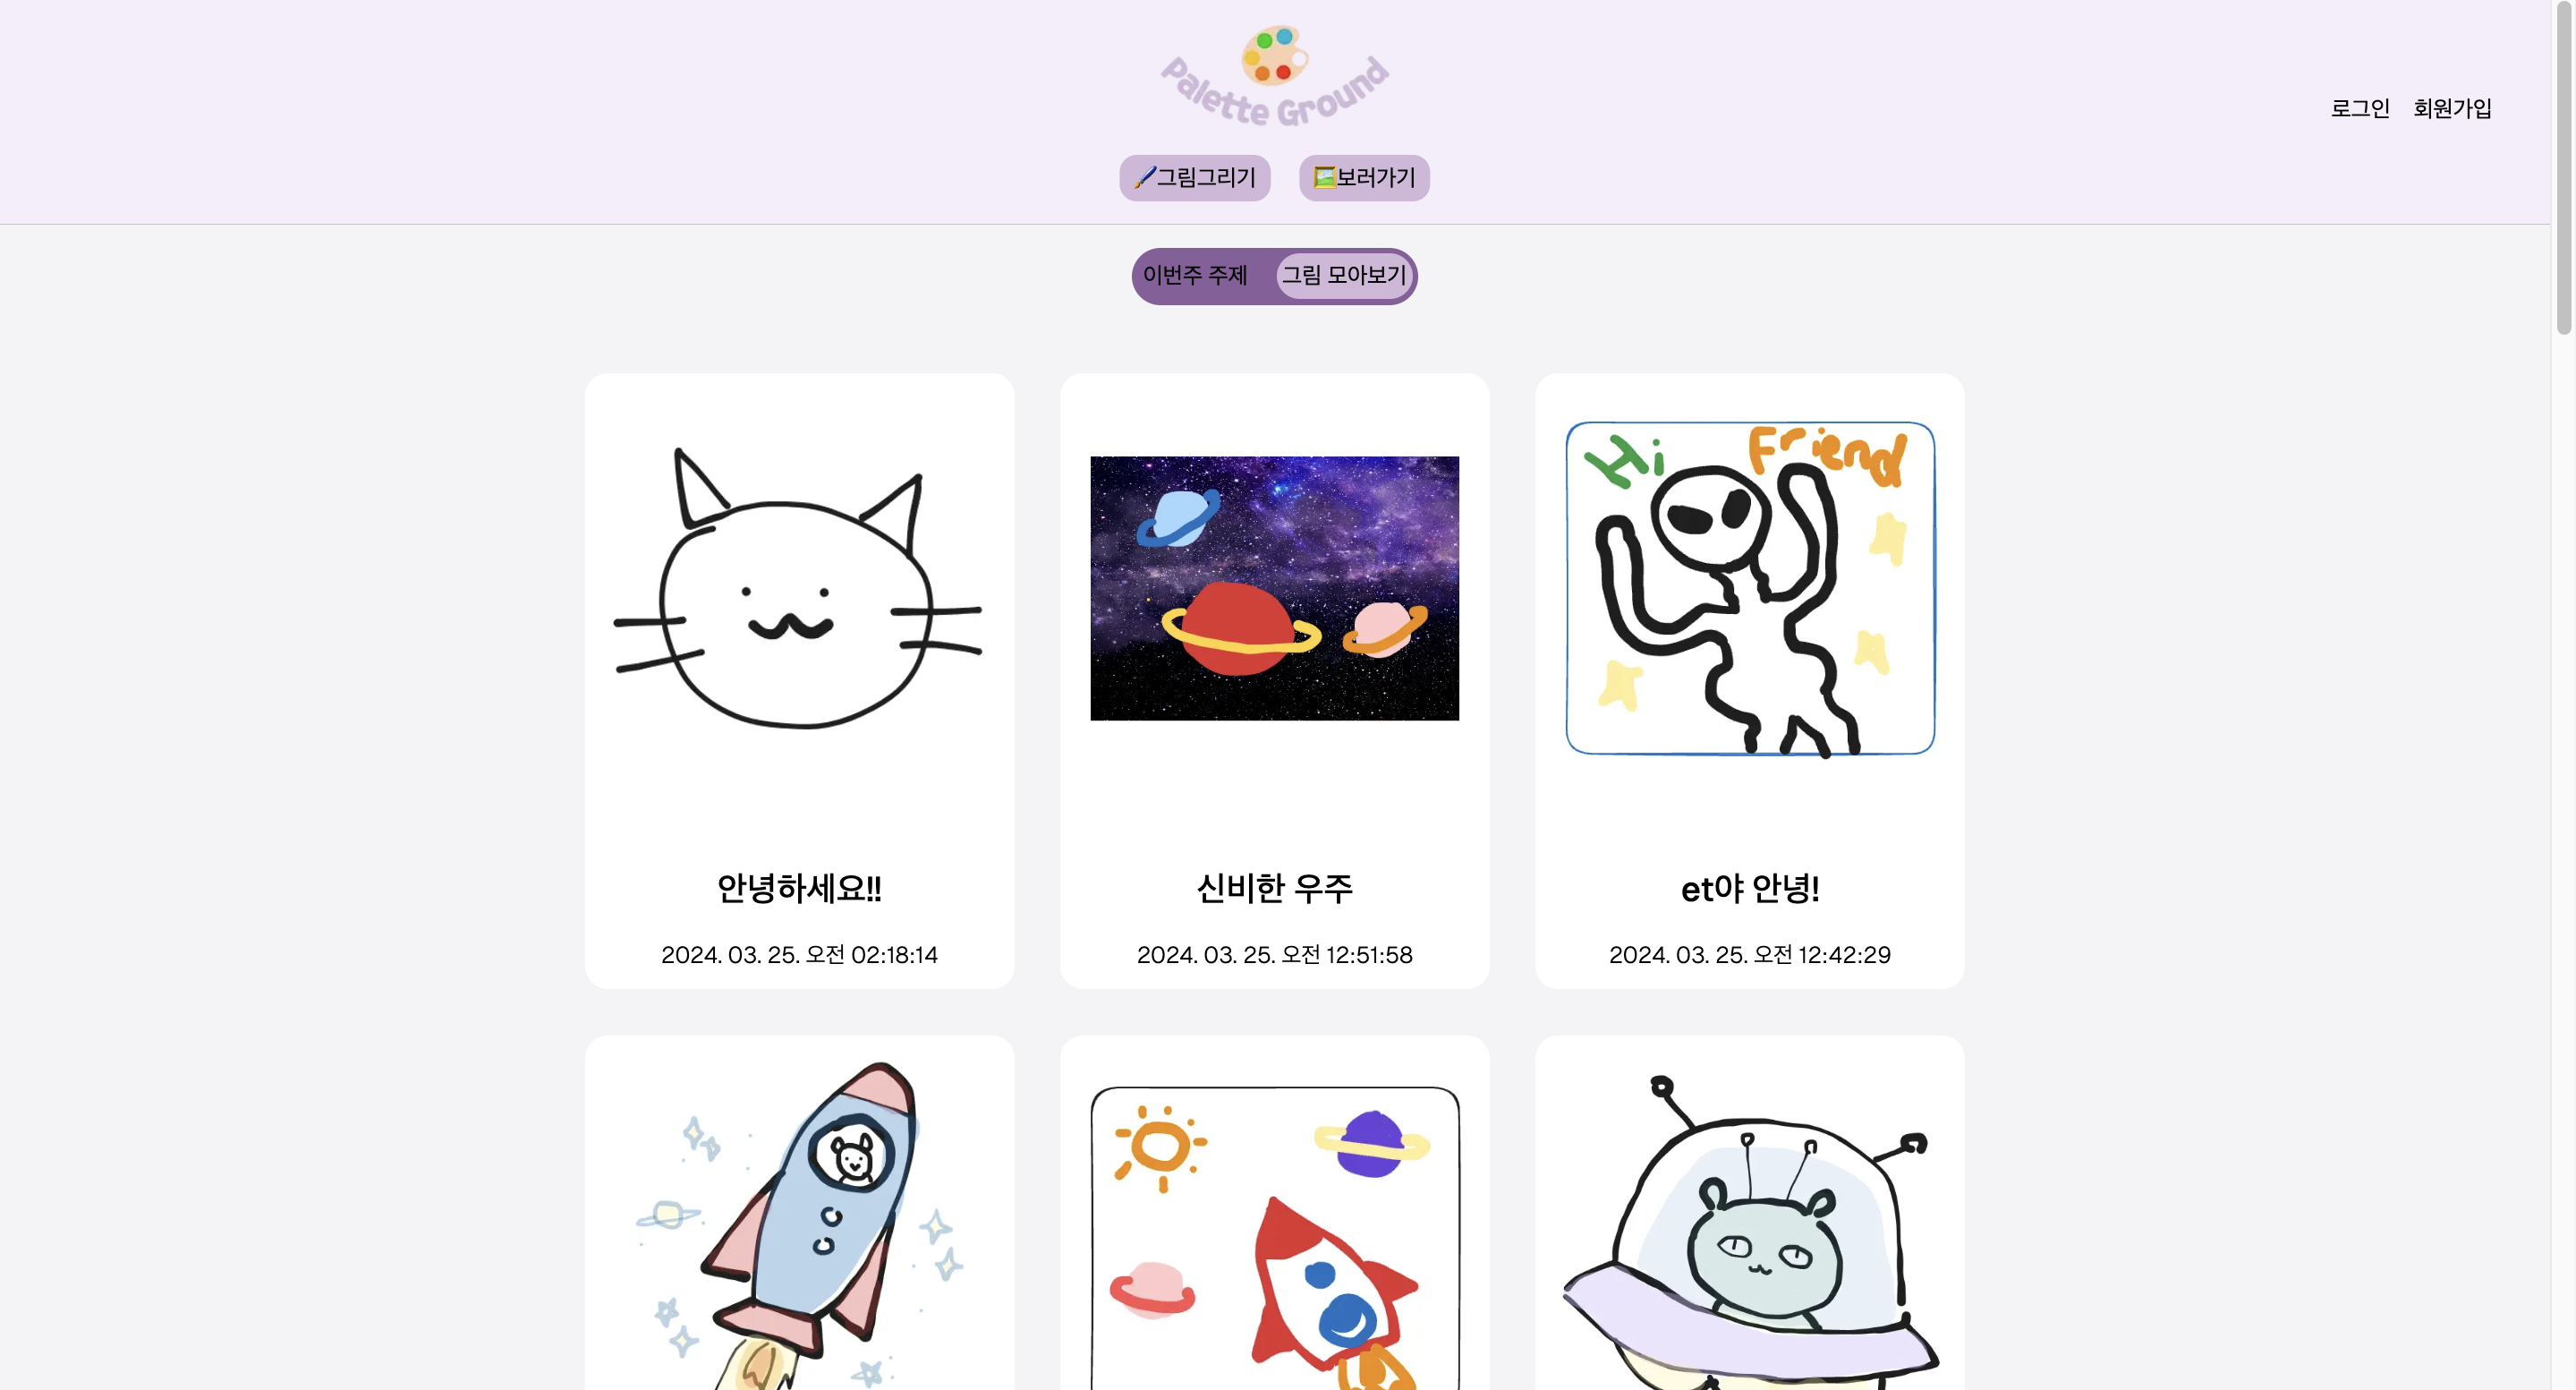 Palette Ground
로그인 회원가입
🖌️그림그리기 🖼️보러가기
이번주 주제 그림 모아보기
Hi Friend
안녕하세요!! 신비한 우주 et야 안녕!
2024. 03. 25. 오전 02:18:14 2024. 03. 25. 오전 12:51:58 2024. 03. 25. 오전 12:42:29